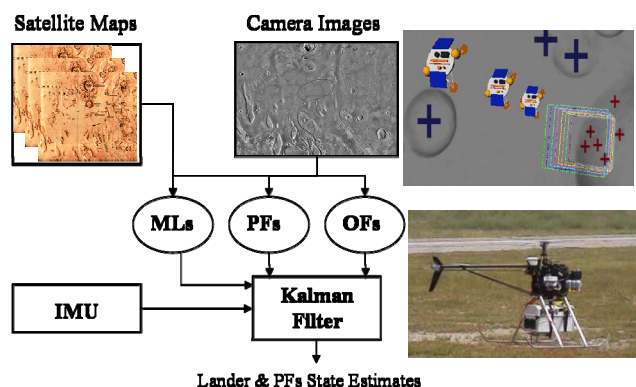 Satellite Maps
Camera Images
MLs
PFs
OFs
IMU
Kalman
Filter
Lander & PFs State Estimates